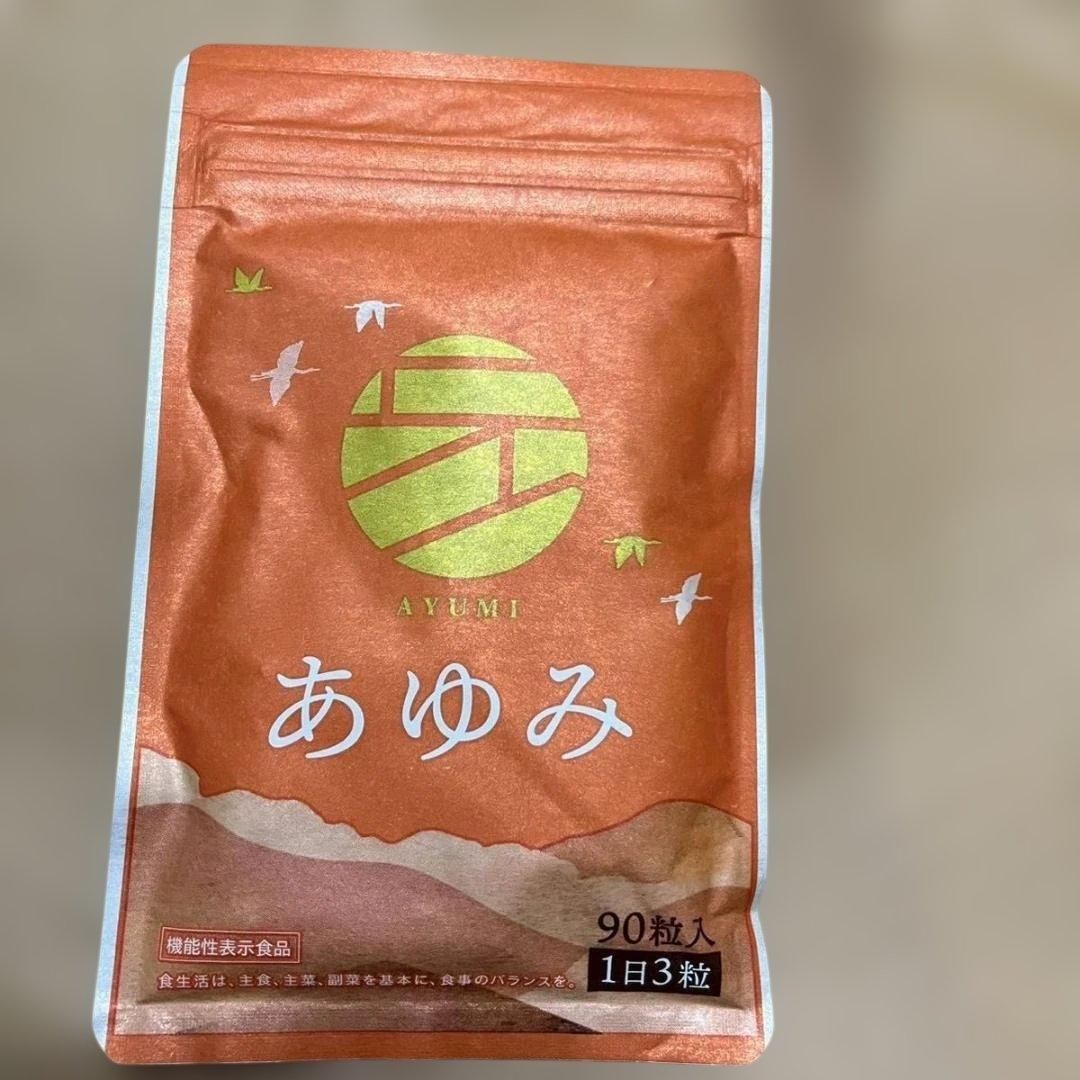 AYUMI
あゆみ
90粒入
1日3粒
機能性表示食品
食生活は、主食、主菜、副菜を基本に、食事のバランスを。